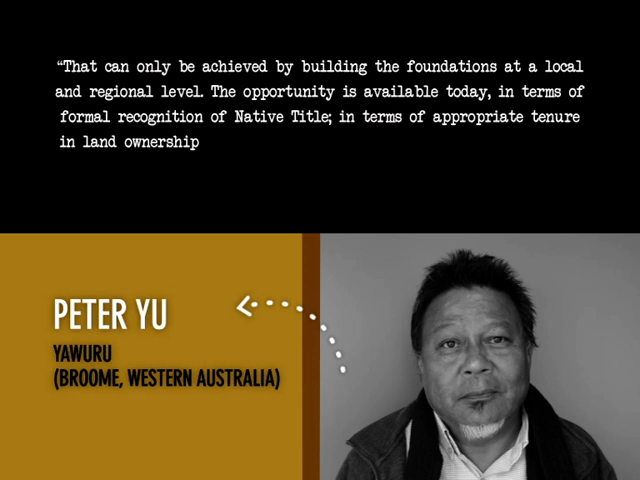 “That can only be achieved by building the foundations at a local
and regional level. The opportunity is available today, in terms of
formal recognition of Native Title; in terms of appropriate tenure
in land ownership
PETER YU
YAWURU
(BROOME, WESTERN AUSTRALIA)